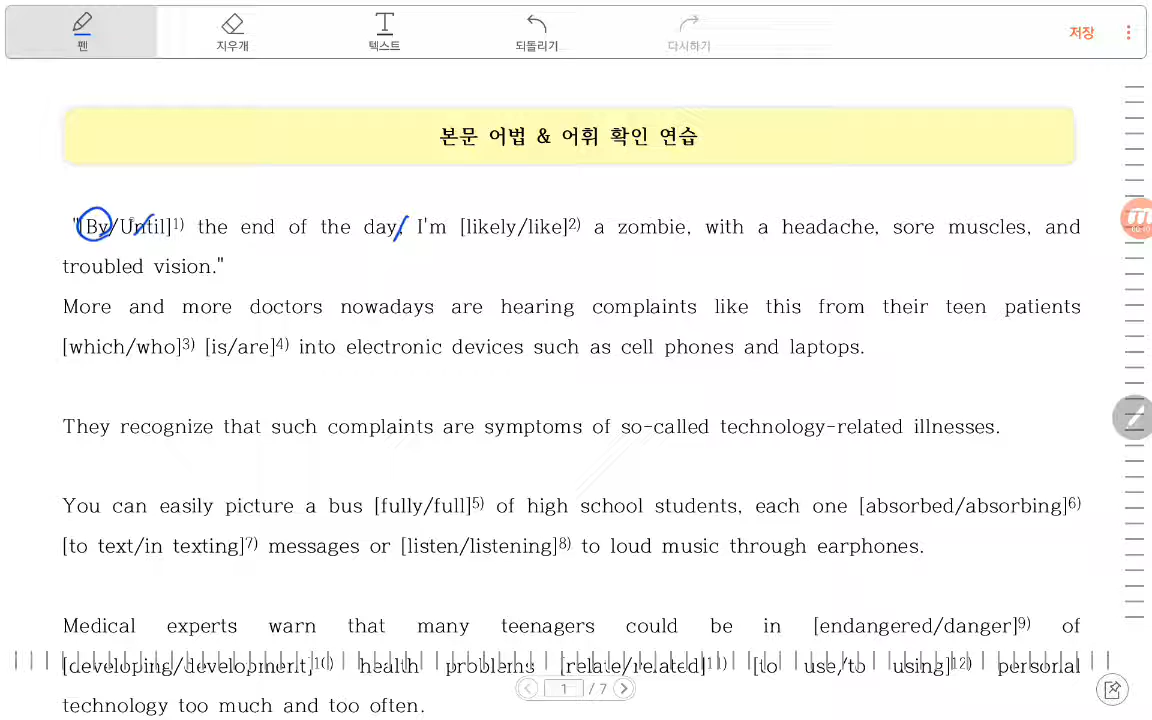 펜 지우개 텍스트 되돌리기 다시하기 저장
본문 어법 & 어휘 확인 연습
"[By/Until]1) the end of the day, I'm [likely/like]2) a zombie, with a headache, sore muscles, and
troubled vision."
More and more doctors nowadays are hearing complaints like this from their teen patients
[which/who]3) [is/are]4) into electronic devices such as cell phones and laptops.
They recognize that such complaints are symptoms of so-called technology-related illnesses.
You can easily picture a bus [fully/full]5) of high school students, each one [absorbed/absorbing]6)
[to text/in texting]7) messages or [listen/listening]8) to loud music through earphones.
Medical experts warn that many teenagers could be in [endangered/danger]9) of
[developing/development]10) health problems [relate/related]11) [to use/to using]12) personal
technology too much and too often.
1 / 7